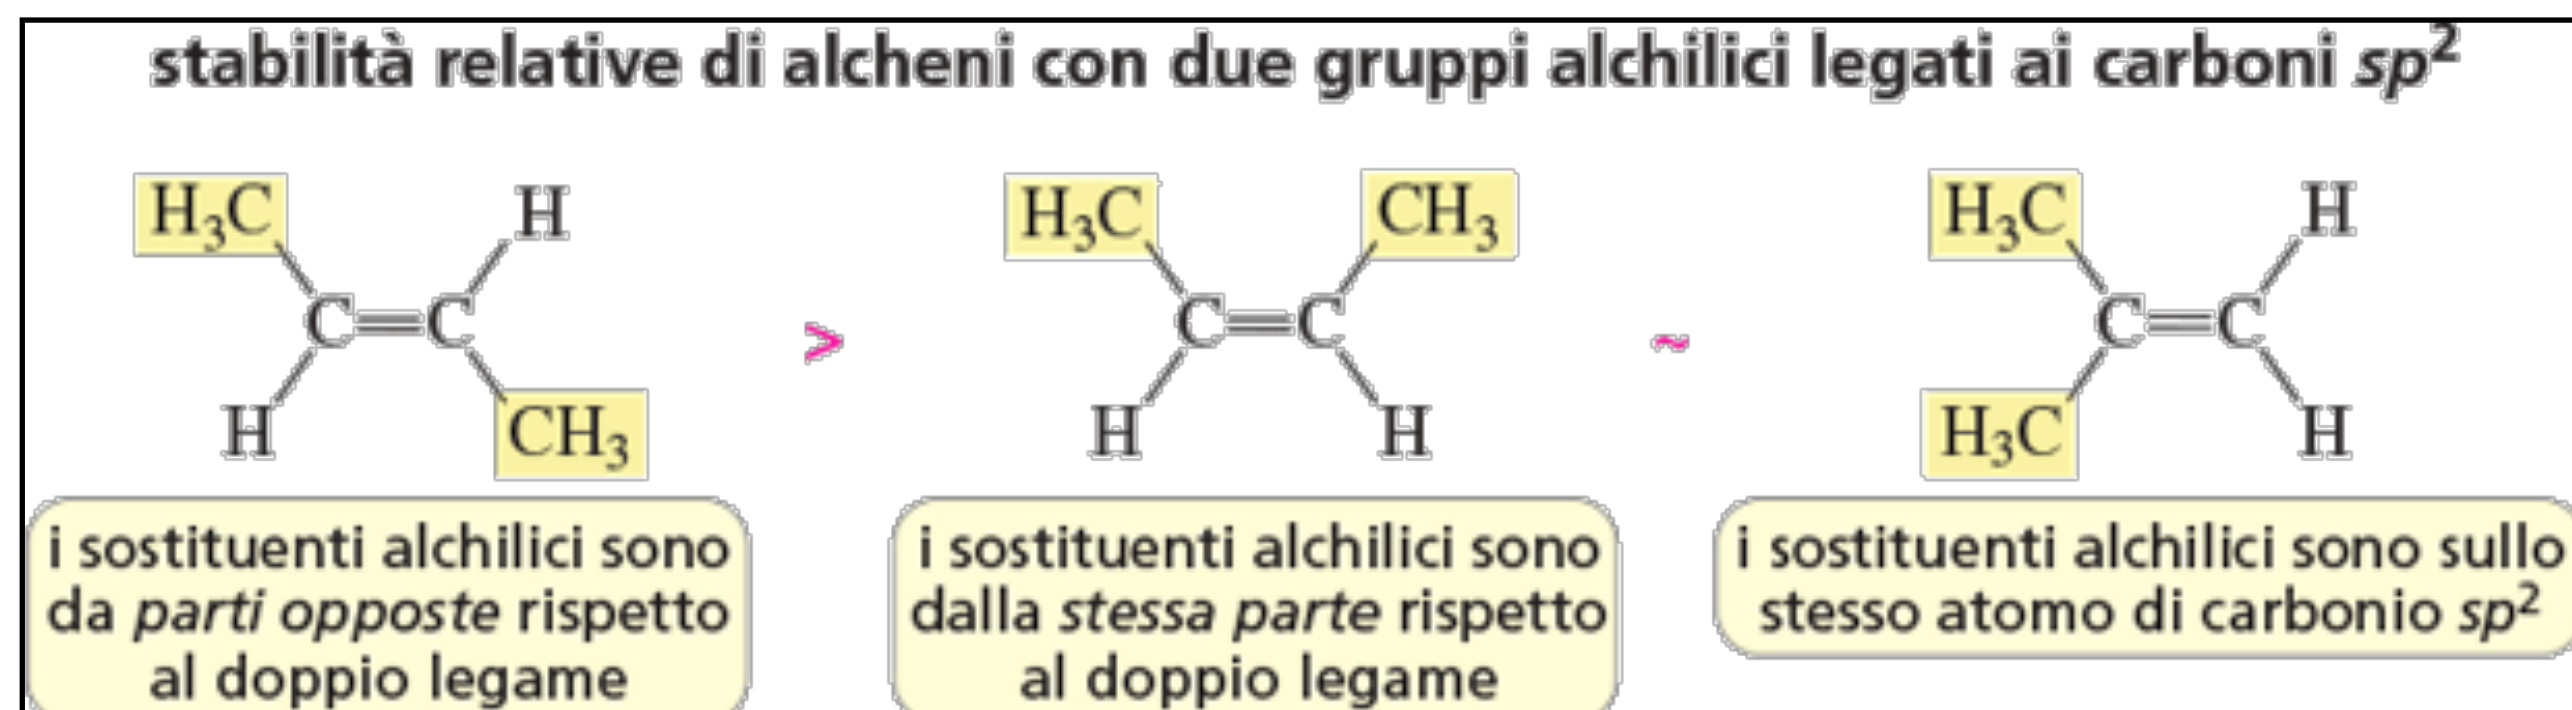 stabilità relative di alcheni con due gruppi alchilici legati ai carboni sp²
H₃C H
C=C
H CH₃
>
H₃C CH₃
C=C
H H
~
H₃C H
C=C
H₃C H
i sostituenti alchilici sono
da parti opposte rispetto
al doppio legame
i sostituenti alchilici sono
dalla stessa parte rispetto
al doppio legame
i sostituenti alchilici sono sullo
stesso atomo di carbonio sp²